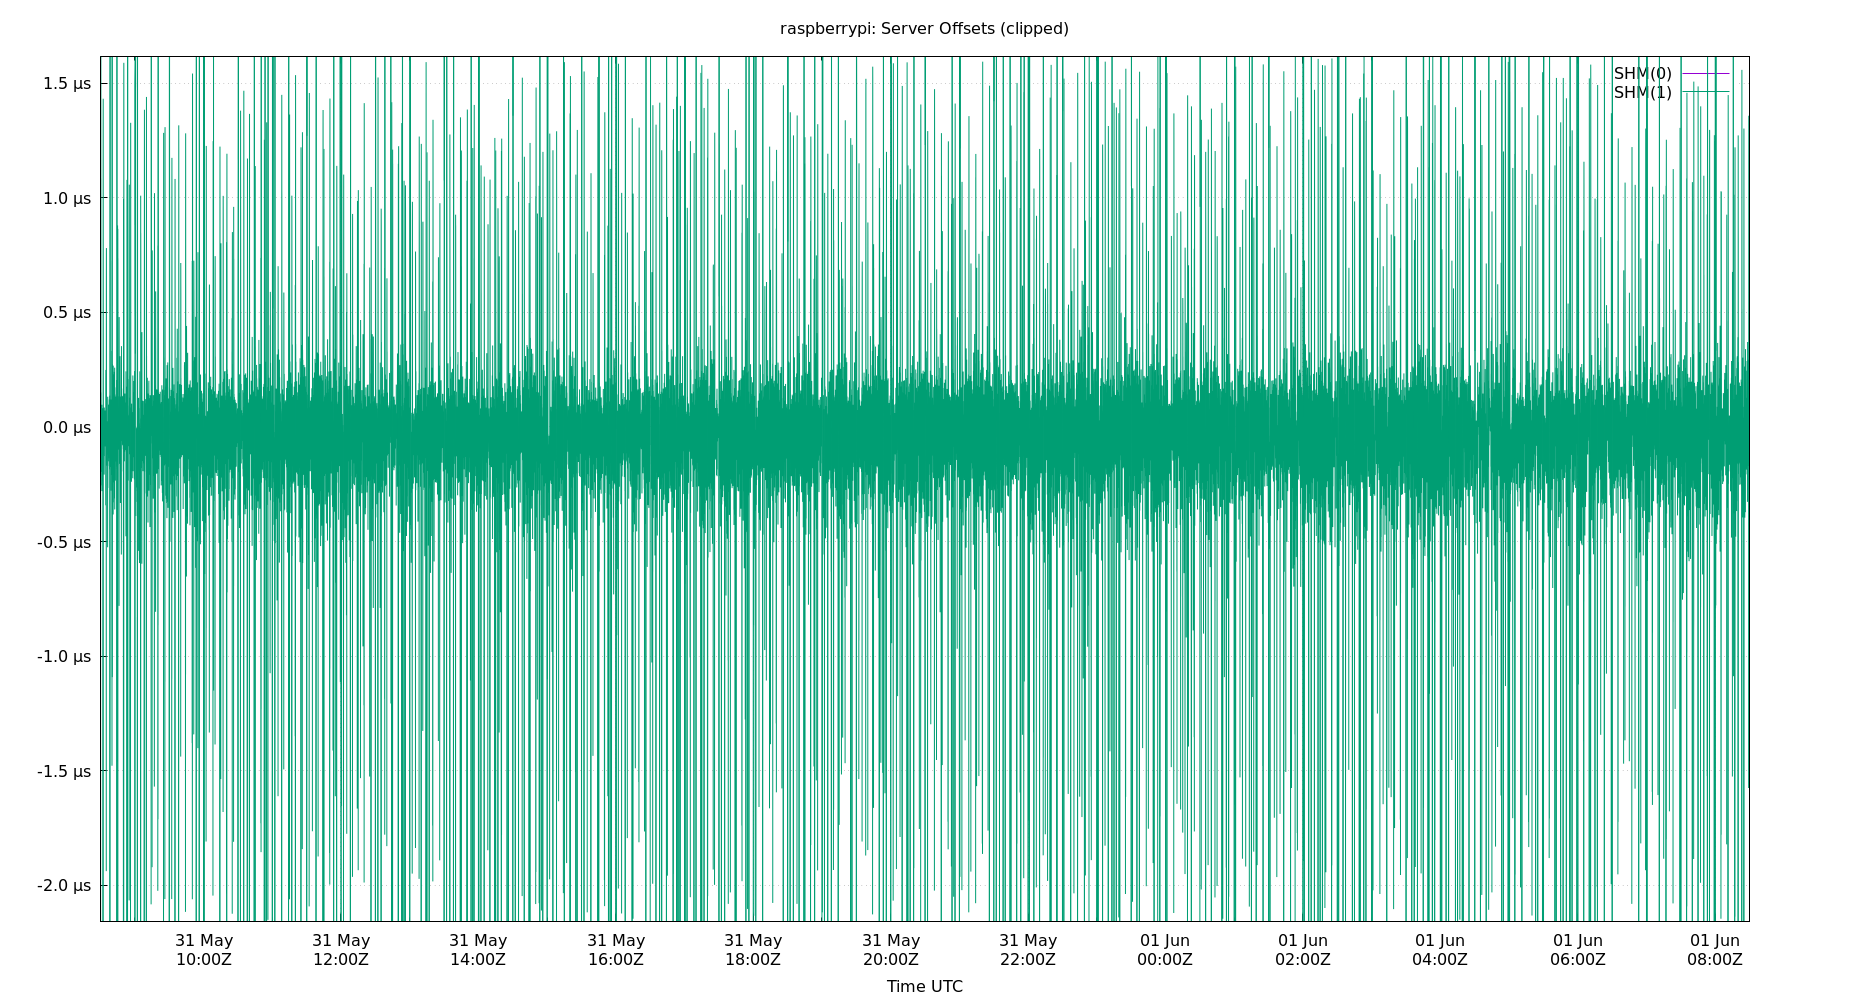 raspberrypi: Server Offsets (clipped)
SHM(0)
SHM(1)
1.5 µs
1.0 µs
0.5 µs
0.0 µs
-0.5 µs
-1.0 µs
-1.5 µs
-2.0 µs
31 May 31 May 31 May 31 May 31 May 31 May 31 May 01 Jun 01 Jun 01 Jun 01 Jun 01 Jun
10:00Z 12:00Z 14:00Z 16:00Z 18:00Z 20:00Z 22:00Z 00:00Z 02:00Z 04:00Z 06:00Z 08:00Z
Time UTC